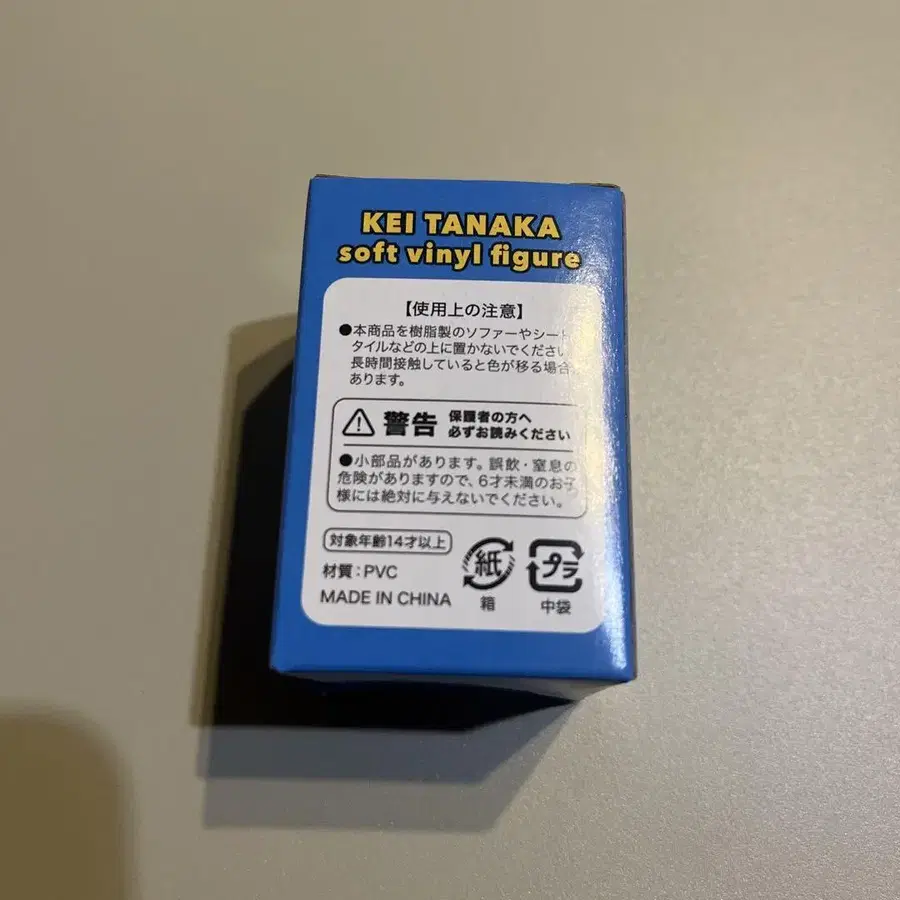 KEI TANAKA
soft vinyl figure
【使用上の注意】
●本商品を樹脂製のソファーやシート
タイルなどの上に置かないでください
長時間接触していると色が移る場合
あります。
警告 保護者の方へ
必ずお読みください
●小部品があります。誤飲・窒息の
危険がありますので、6才未満のお子
様には絶対に与えないでください。
対象年齢14才以上
材質:PVC
MADE IN CHINA
紙
箱
プラ
中袋